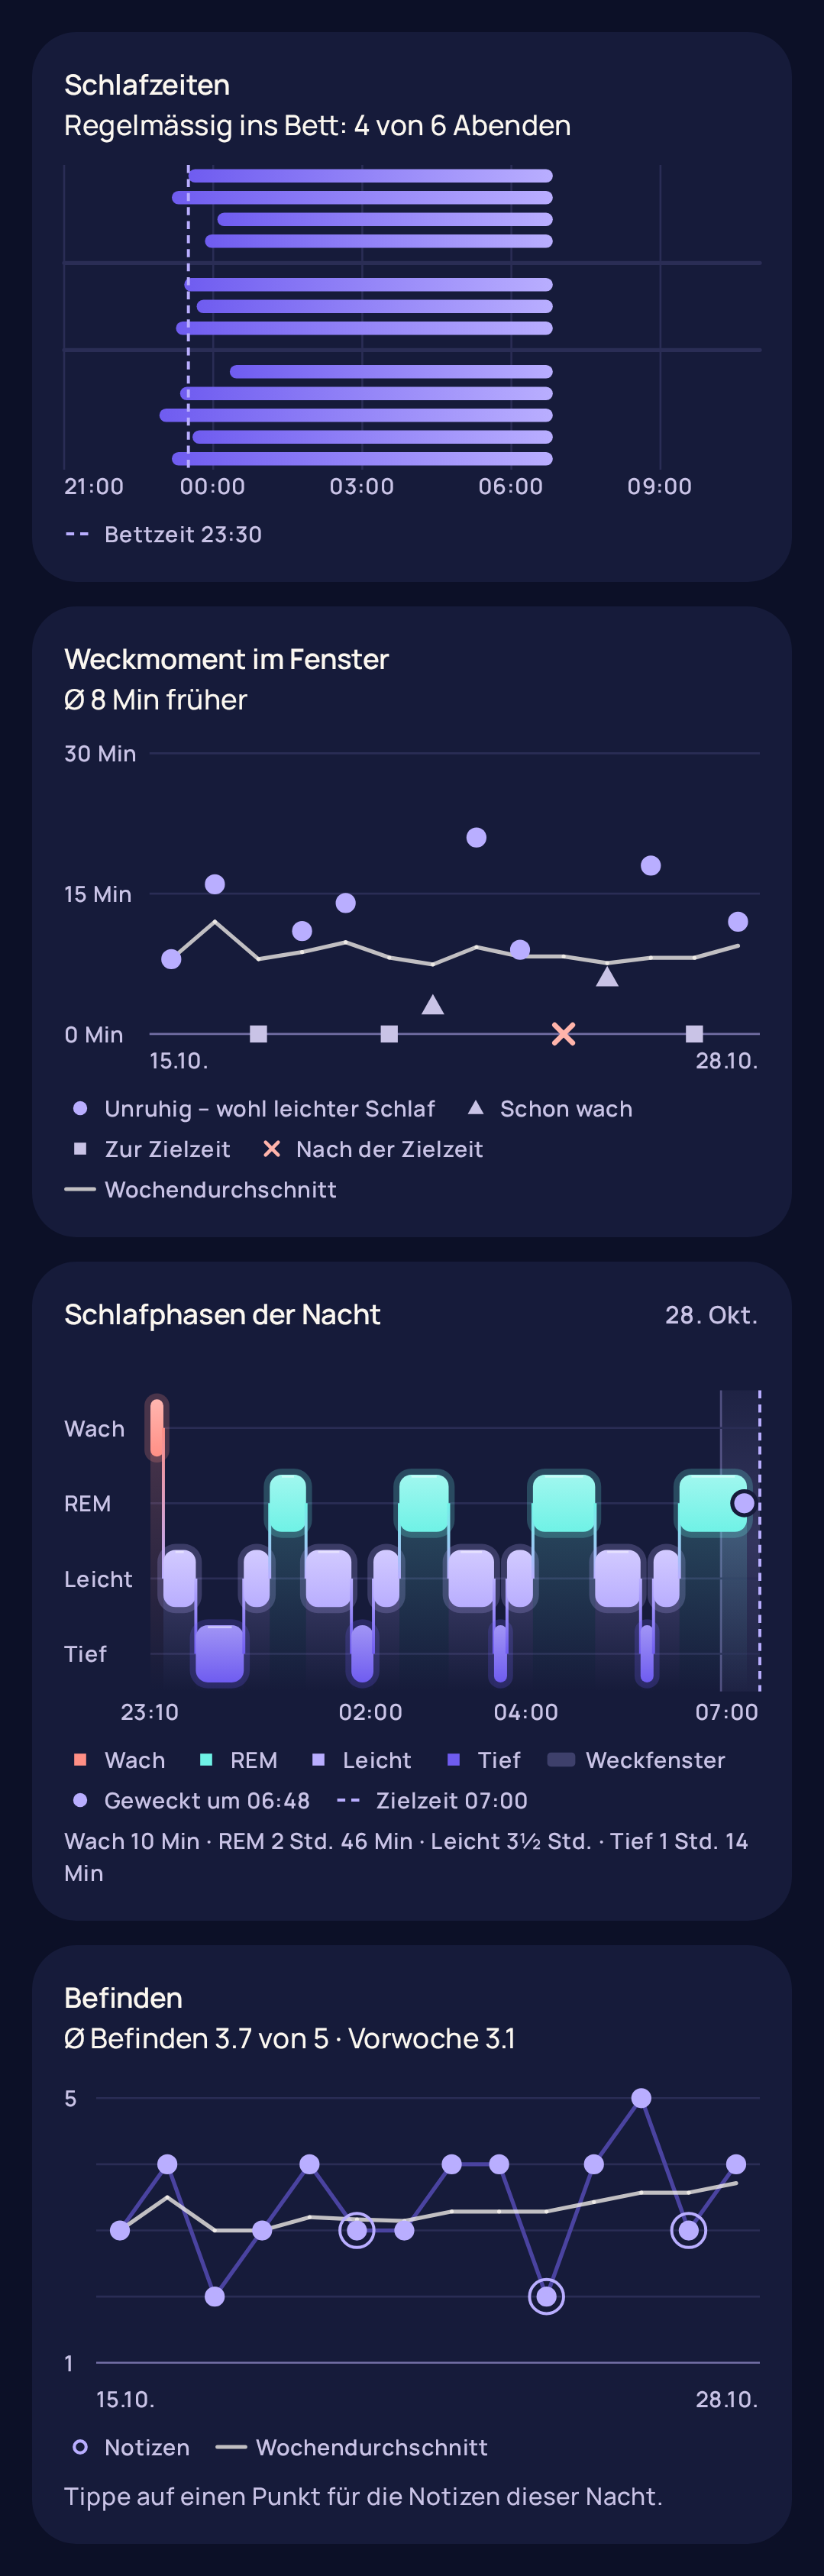 Schlafzeiten
Regelmässig ins Bett: 4 von 6 Abenden
21:00 00:00 03:00 06:00 09:00
Bettzeit 23:30
Weckmoment im Fenster
Ø 8 Min früher
30 Min
15 Min
0 Min
15.10. 28.10.
Unruhig – wohl leichter Schlaf Schon wach
Zur Zielzeit Nach der Zielzeit
Wochendurchschnitt
Schlafphasen der Nacht 28. Okt.
Wach
REM
Leicht
Tief
23:10 02:00 04:00 07:00
Wach REM Leicht Tief Weckfenster
Geweckt um 06:48 Zielzeit 07:00
Wach 10 Min · REM 2 Std. 46 Min · Leicht 3½ Std. · Tief 1 Std. 14
Min
Befinden
Ø Befinden 3.7 von 5 · Vorwoche 3.1
5
1
15.10. 28.10.
Notizen Wochendurchschnitt
Tippe auf einen Punkt für die Notizen dieser Nacht.